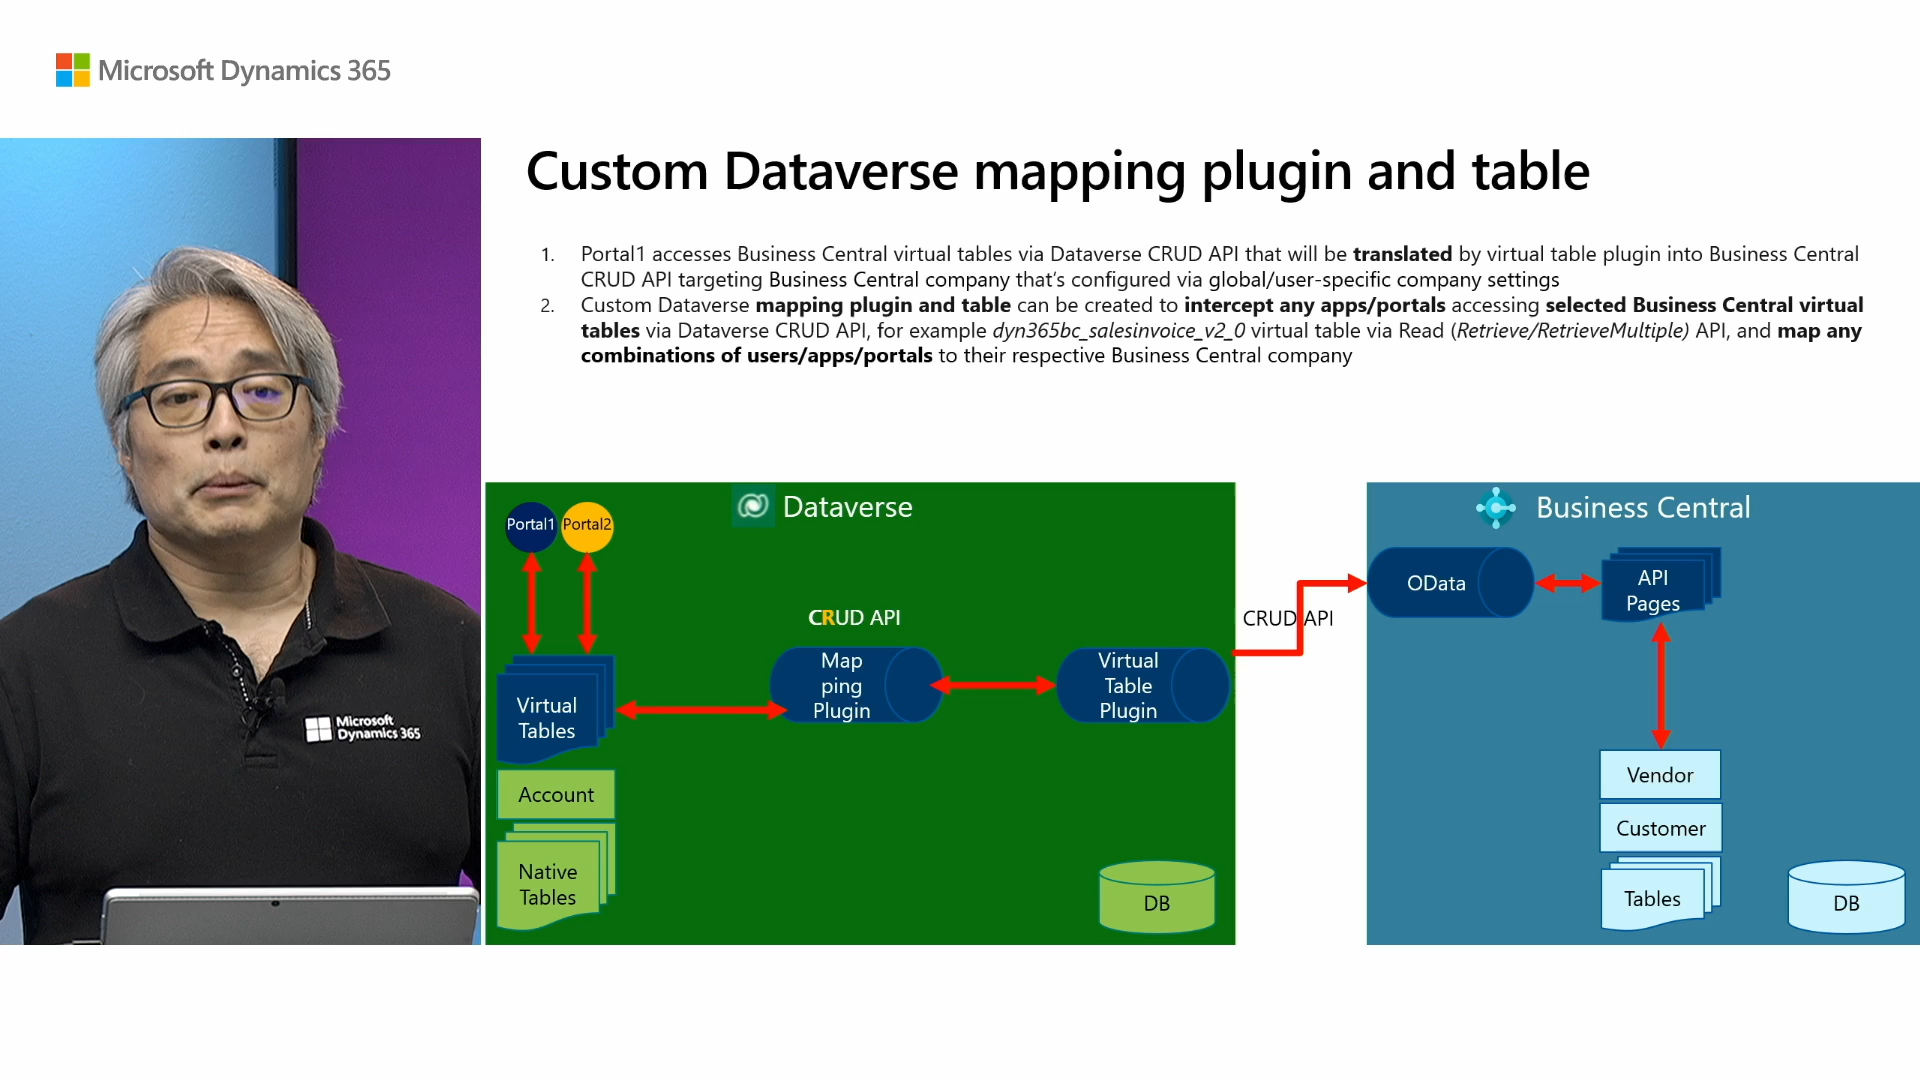 Microsoft Dynamics 365
Custom Dataverse mapping plugin and table
1. Portal1 accesses Business Central virtual tables via Dataverse CRUD API that will be translated by virtual table plugin into Business Central
CRUD API targeting Business Central company that's configured via global/user-specific company settings
2. Custom Dataverse mapping plugin and table can be created to intercept any apps/portals accessing selected Business Central virtual
tables via Dataverse CRUD API, for example dyn365bc_salesinvoice_v2_0 virtual table via Read (Retrieve/RetrieveMultiple) API, and map any
combinations of users/apps/portals to their respective Business Central company
Dataverse
Portal1
Portal2
CRUD API
Map
ping
Plugin
Virtual
Table
Plugin
Virtual
Tables
Account
Native
Tables
DB
CRUD API
Business Central
OData
API
Pages
Vendor
Customer
Tables
DB
Microsoft
Dynamics 365